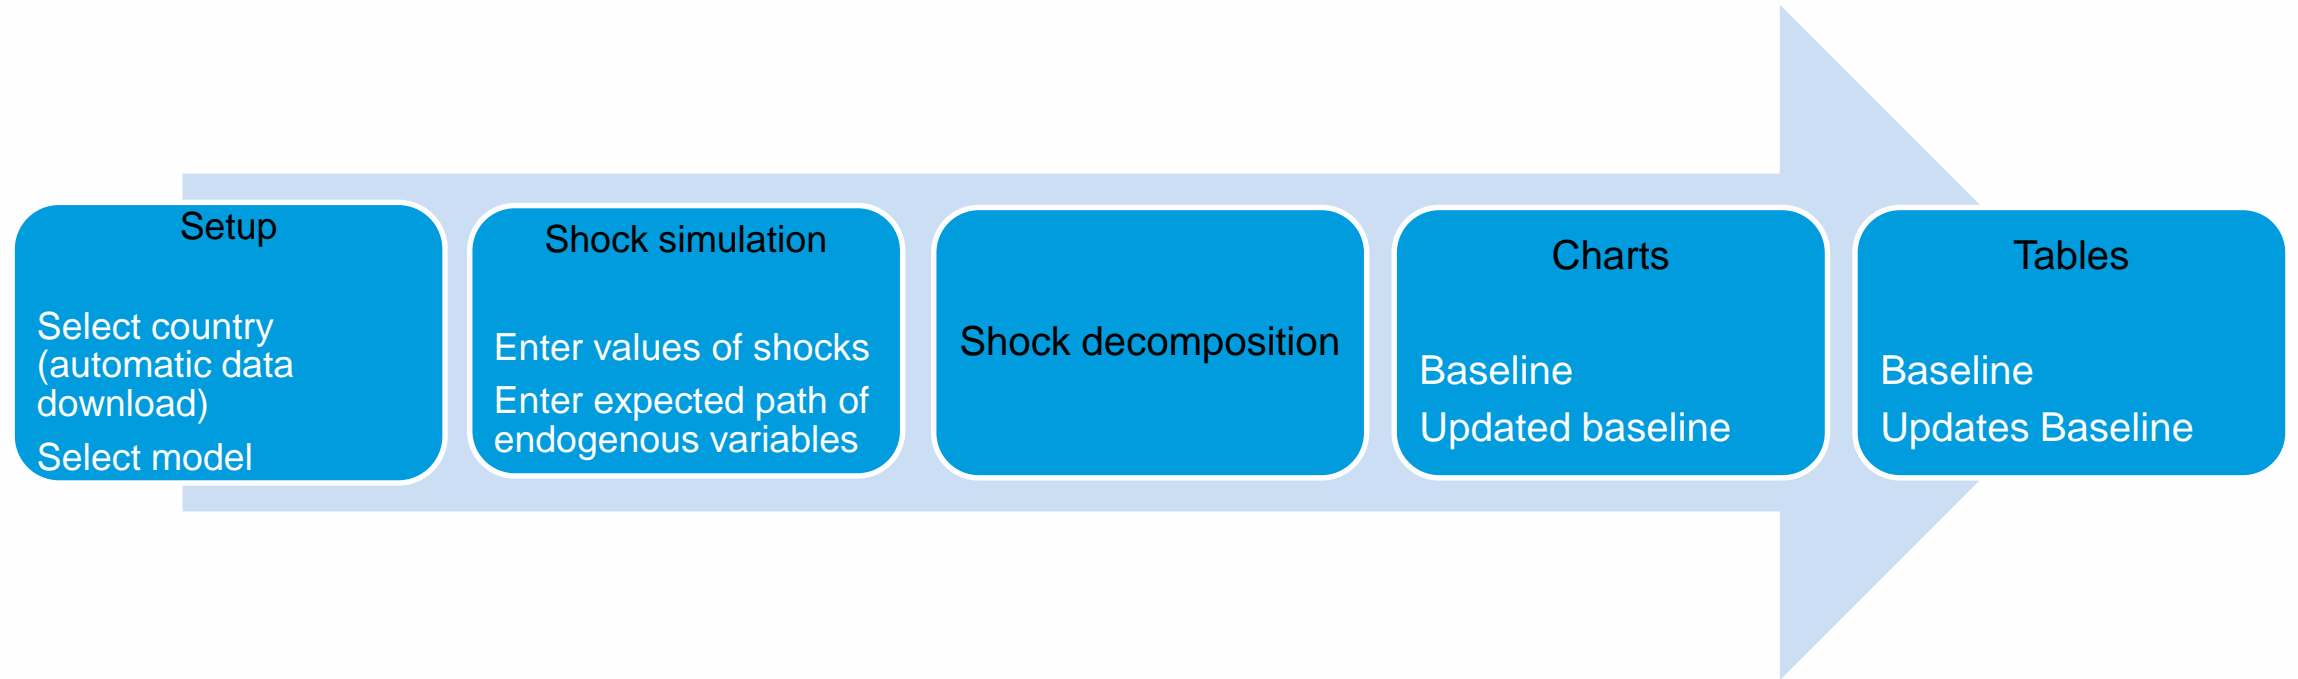 Setup
Select country
(automatic data
download)
Select model
Shock simulation
Enter values of shocks
Enter expected path of
endogenous variables
Shock decomposition
Charts
Baseline
Updated baseline
Tables
Baseline
Updates Baseline